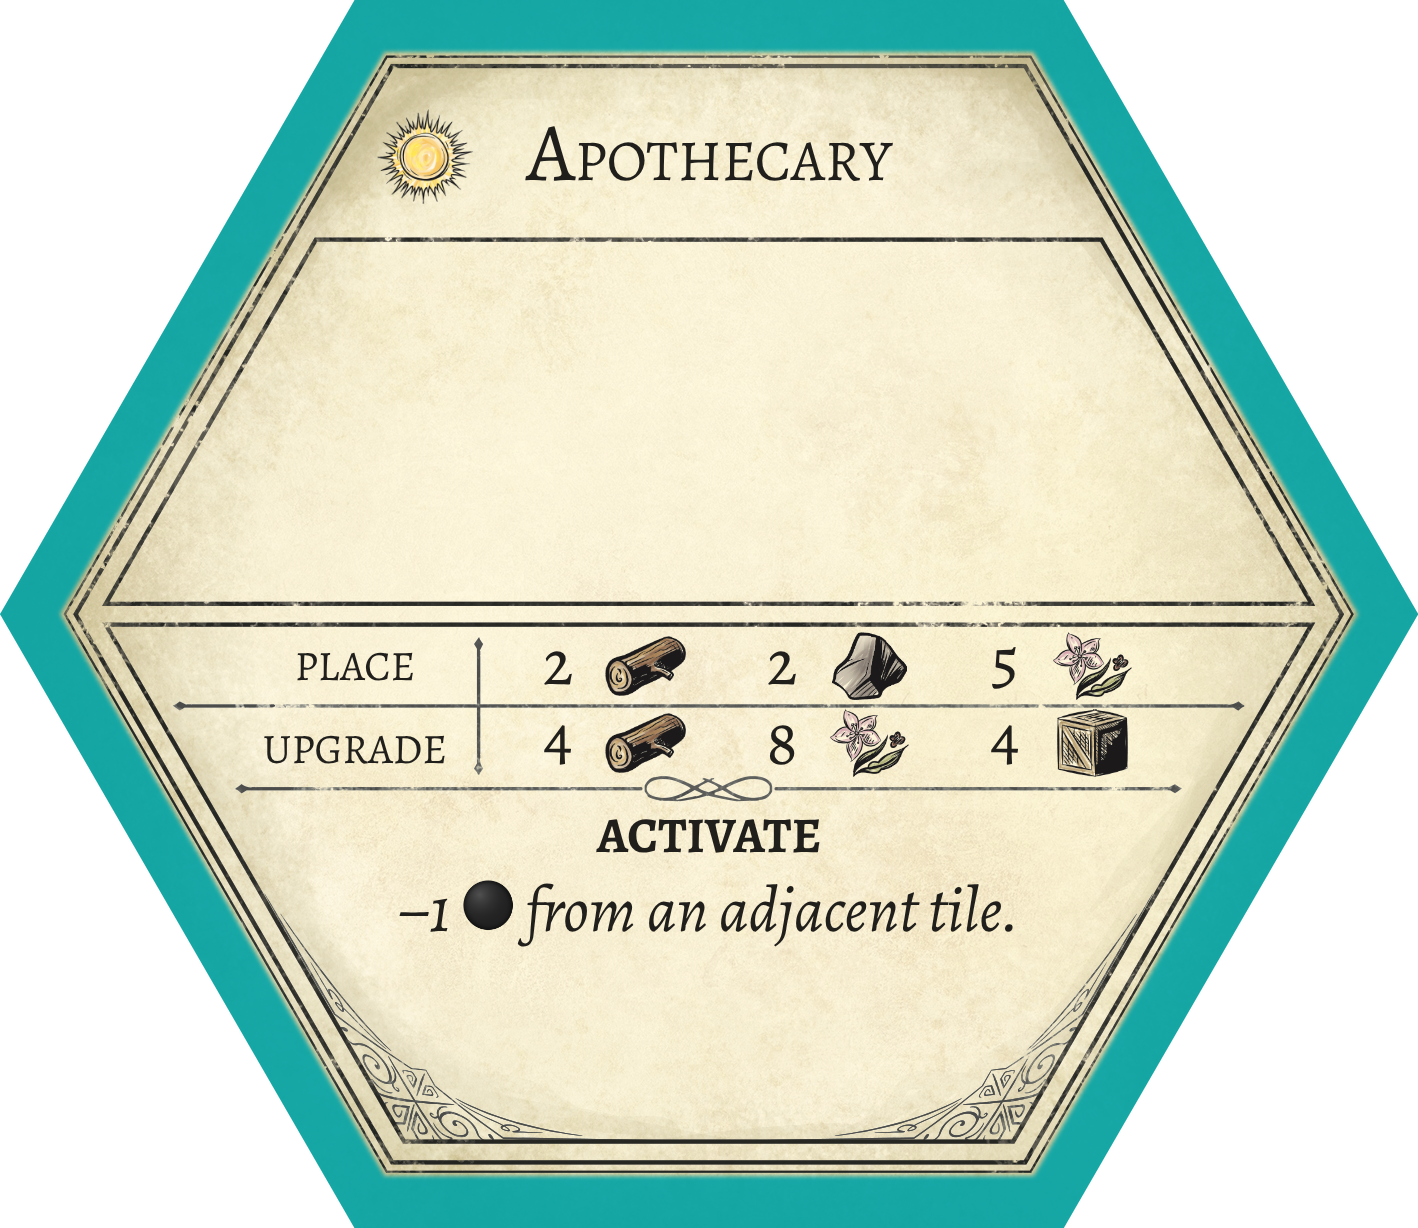 APOTHECARY
PLACE 2 2 5
UPGRADE 4 8 4
ACTIVATE
–1 from an adjacent tile.